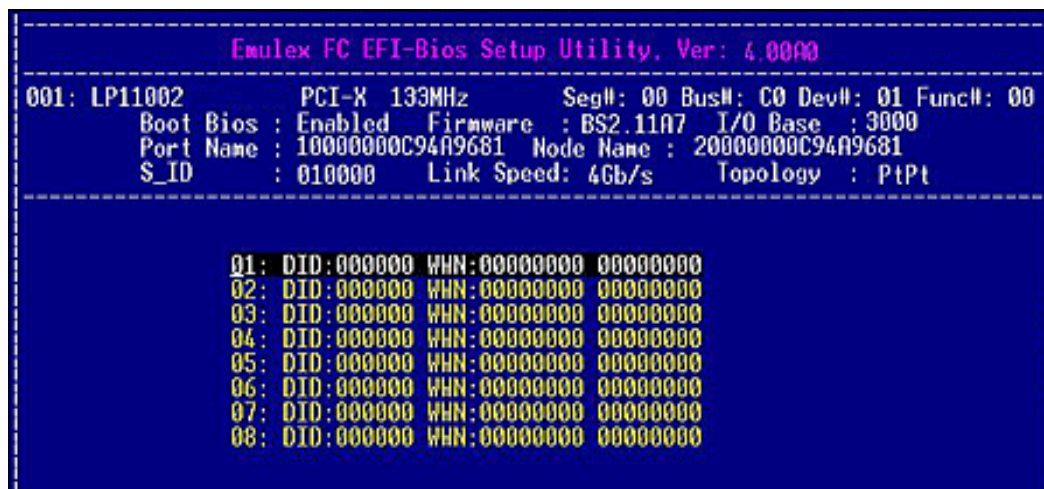 Emulex FC EFI-Bios Setup Utility, Ver: 4.00A0
001: LP11002 PCI-X 133MHz Seg#: 00 Bus#: C0 Dev#: 01 Func#: 00
Boot Bios : Enabled Firmware : BS2.11A7 I/O Base : 3000
Port Name : 10000000C94A9681 Node Name : 20000000C94A9681
S_ID : 010000 Link Speed: 4Gb/s Topology : PtPt
01: DID:000000 WWN:00000000 00000000
02: DID:000000 WWN:00000000 00000000
03: DID:000000 WWN:00000000 00000000
04: DID:000000 WWN:00000000 00000000
05: DID:000000 WWN:00000000 00000000
06: DID:000000 WWN:00000000 00000000
07: DID:000000 WWN:00000000 00000000
08: DID:000000 WWN:00000000 00000000